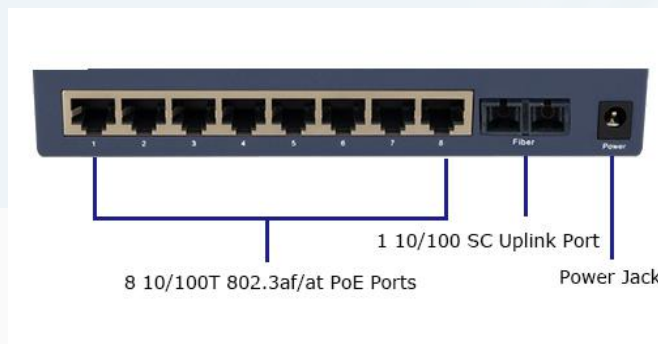 1 2 3 4 5 6 7 8 Fiber Power
1 10/100 SC Uplink Port
8 10/100T 802.3af/at PoE Ports
Power Jack